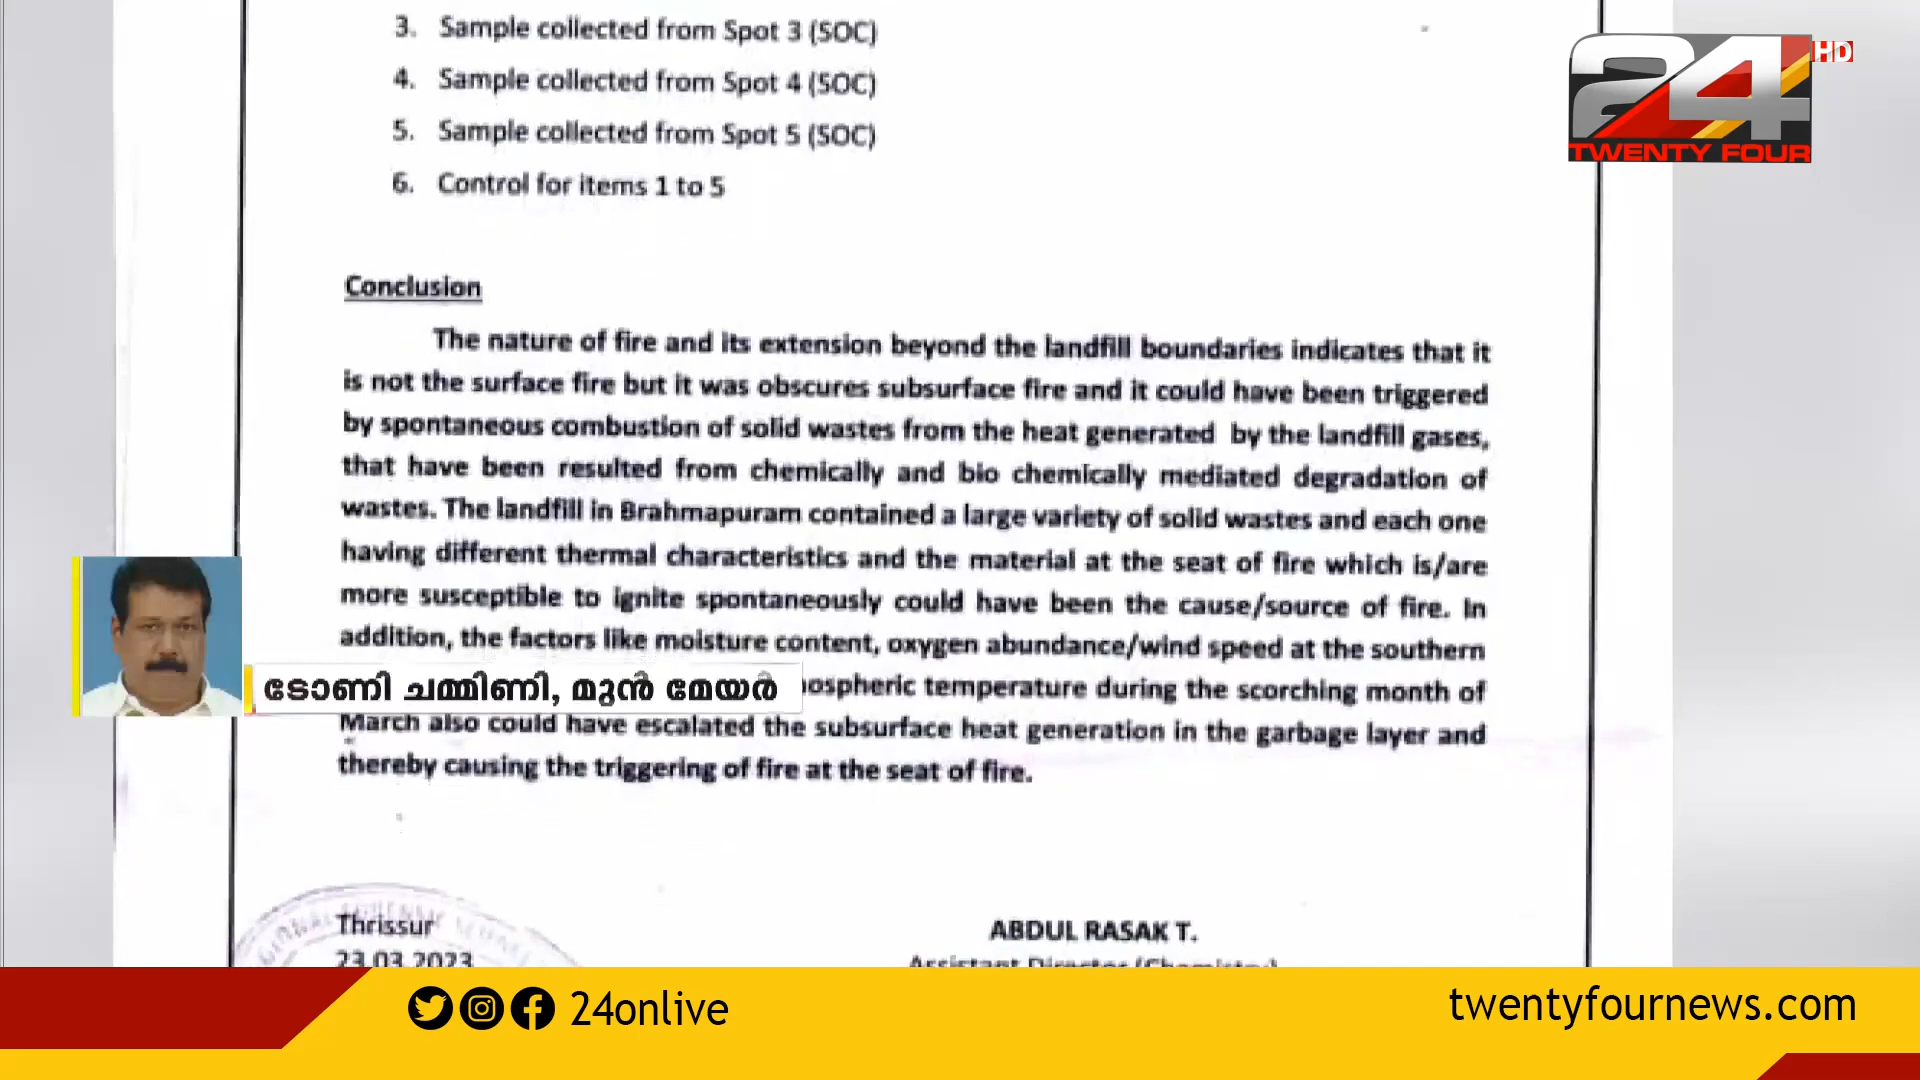 3. Sample collected from Spot 3 (SOC)
4. Sample collected from Spot 4 (SOC)
5. Sample collected from Spot 5 (SOC)
6. Control for items 1 to 5
24 HD
TWENTY FOUR
Conclusion
The nature of fire and its extension beyond the landfill boundaries indicates that it
is not the surface fire but it was obscures subsurface fire and it could have been triggered
by spontaneous combustion of solid wastes from the heat generated by the landfill gases,
that have been resulted from chemically and bio chemically mediated degradation of
wastes. The landfill in Brahmapuram contained a large variety of solid wastes and each one
having different thermal characteristics and the material at the seat of fire which is/are
more susceptible to ignite spontaneously could have been the cause/source of fire. In
addition, the factors like moisture content, oxygen abundance/wind speed at the southern
temperature during the scorching month of
ടോണി ചമ്മിണി, മുൻ മേയർ
March also could have escalated the subsurface heat generation in the garbage layer and
thereby causing the triggering of fire at the seat of fire.
Thrissur
23.03.2023
ABDUL RASAK T.
Assistant Director (Chemistry)
24onlive
twentyfournews.com